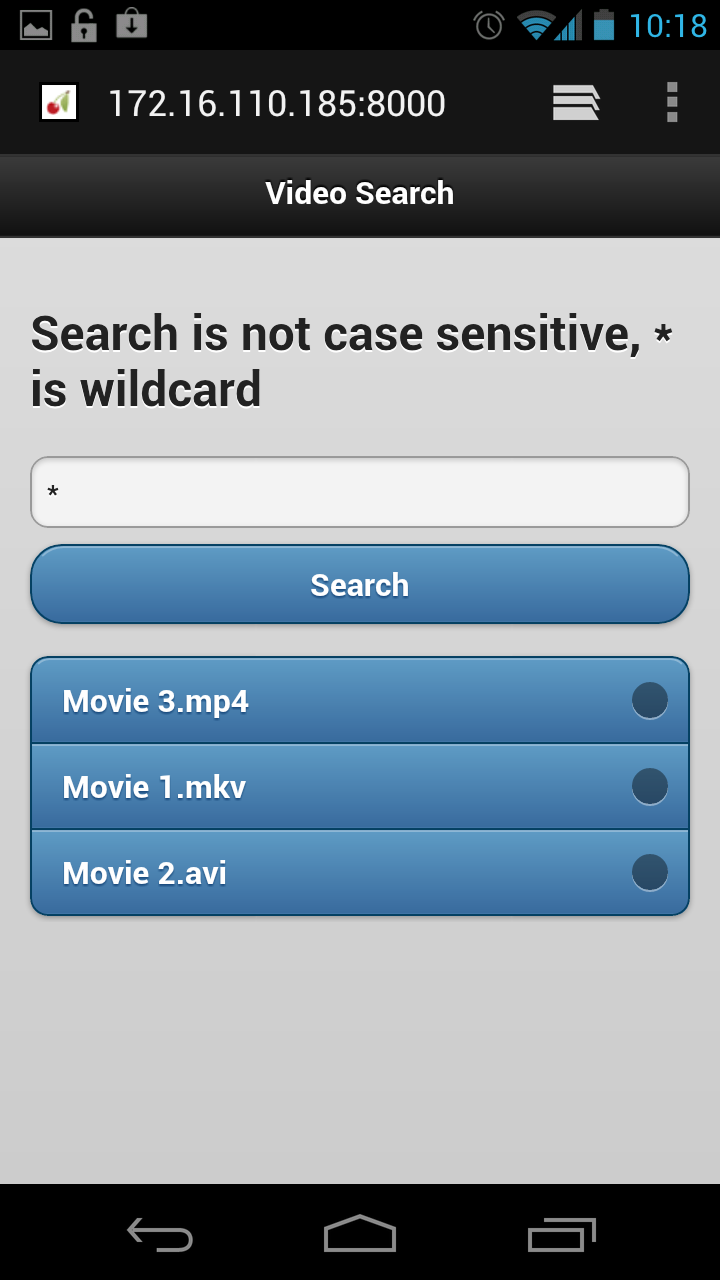 10:18
172.16.110.185:8000
Video Search
Search is not case sensitive, *
is wildcard
*
Search
Movie 3.mp4
Movie 1.mkv
Movie 2.avi